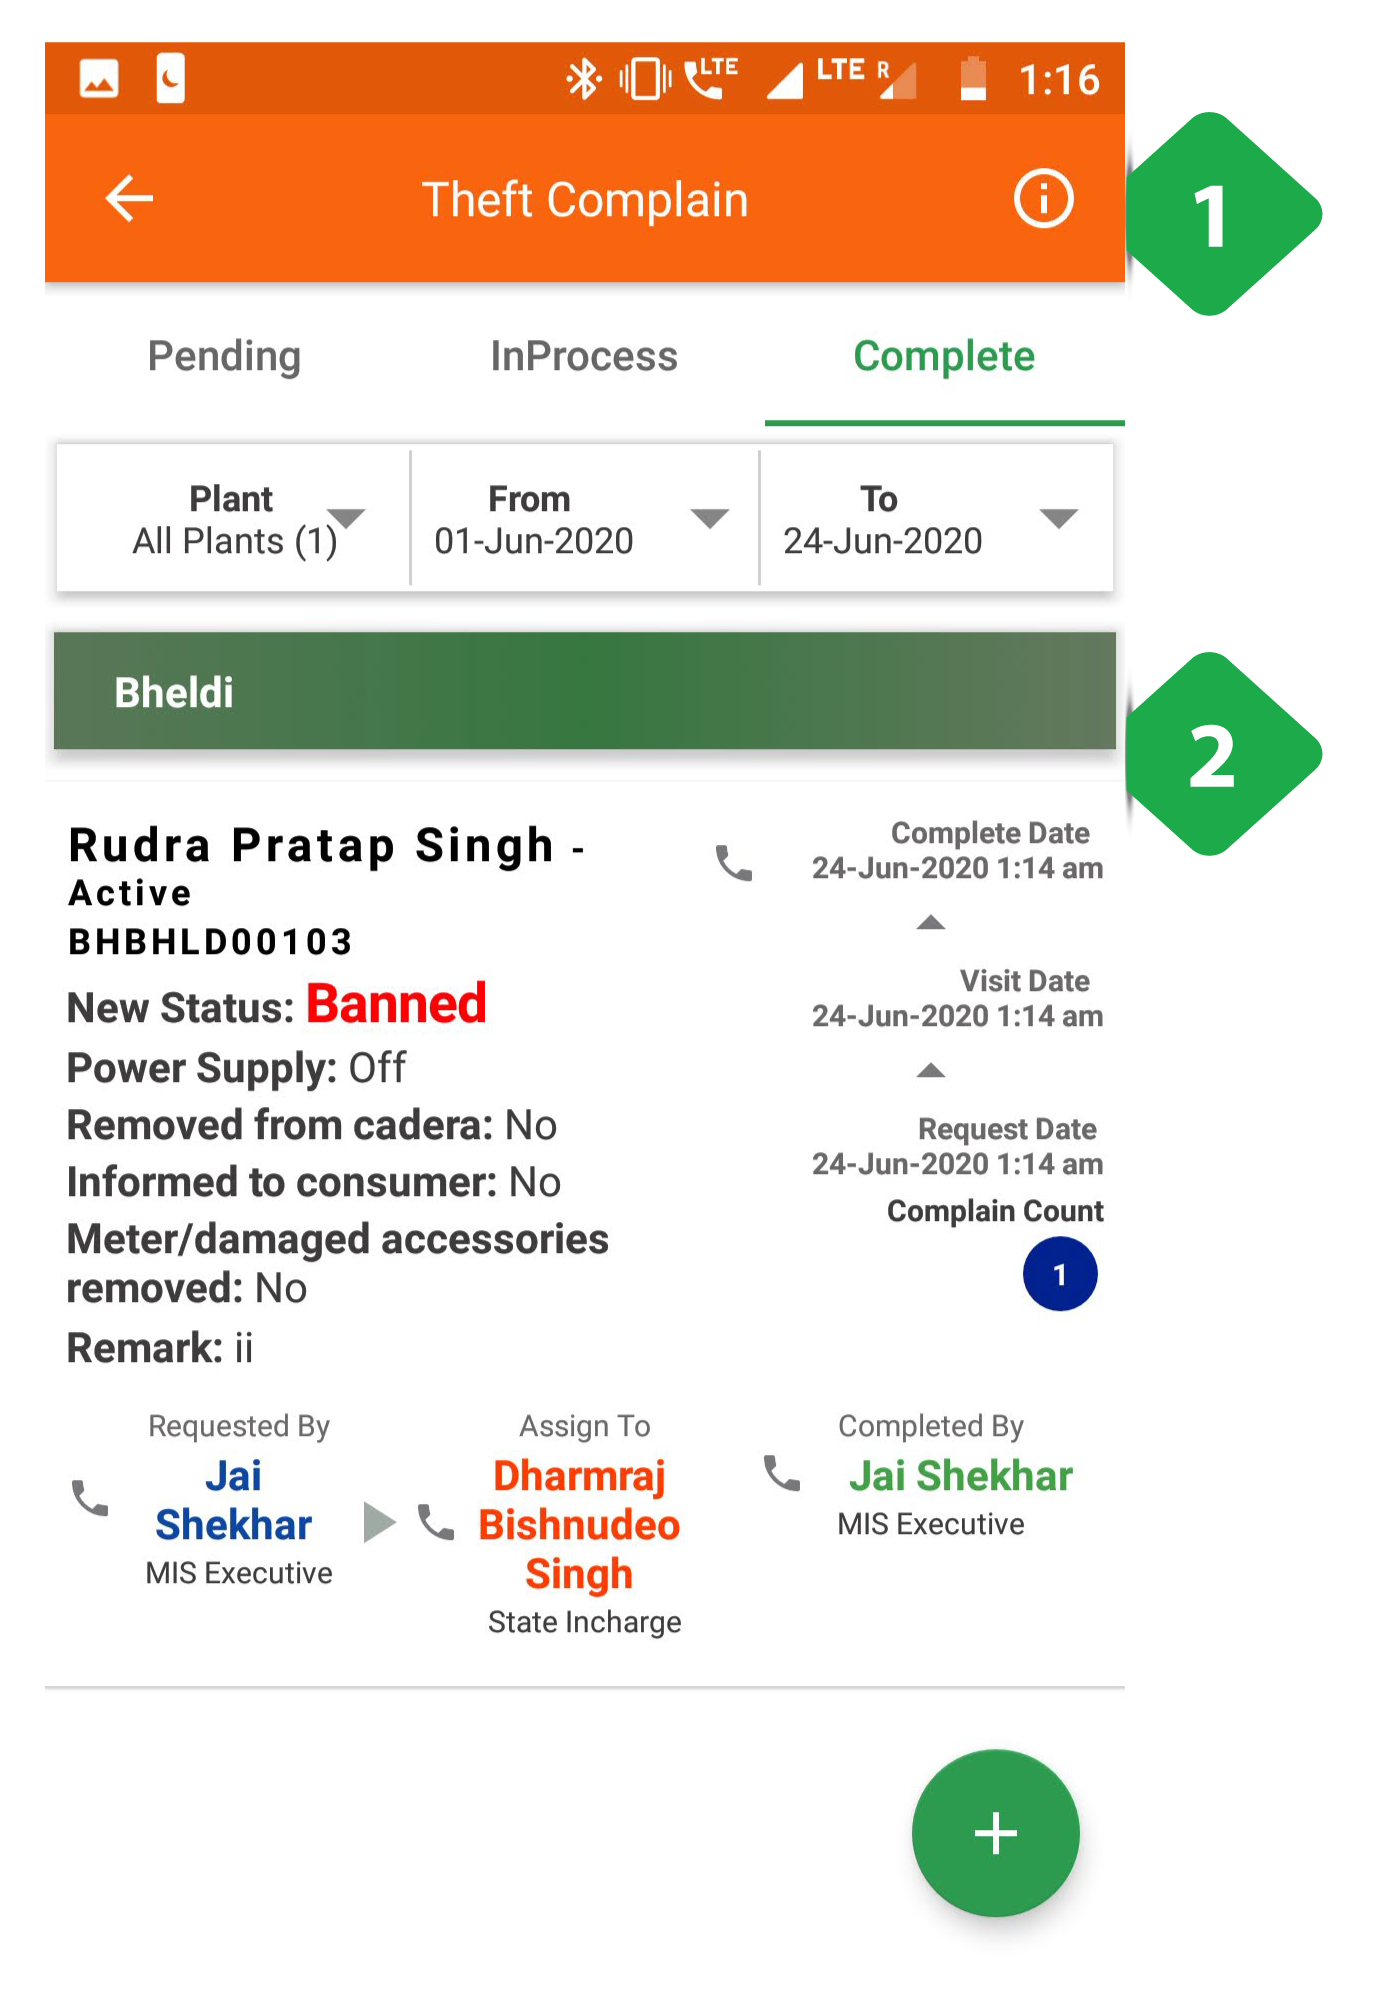 LTE LTE R 1:16
Theft Complain
1
Pending InProcess Complete
Plant From To
All Plants (1) 01-Jun-2020 24-Jun-2020
Bheldi
2
Rudra Pratap Singh -
Active
BHBHLD00103
New Status: Banned
Power Supply: Off
Removed from cadera: No
Informed to consumer: No
Meter/damaged accessories
removed: No
Remark: ii
Complete Date
24-Jun-2020 1:14 am
Visit Date
24-Jun-2020 1:14 am
Request Date
24-Jun-2020 1:14 am
Complain Count
1
Requested By
Jai
Shekhar
MIS Executive
Assign To
Dharmraj
Bishnudeo
Singh
State Incharge
Completed By
Jai Shekhar
MIS Executive
+